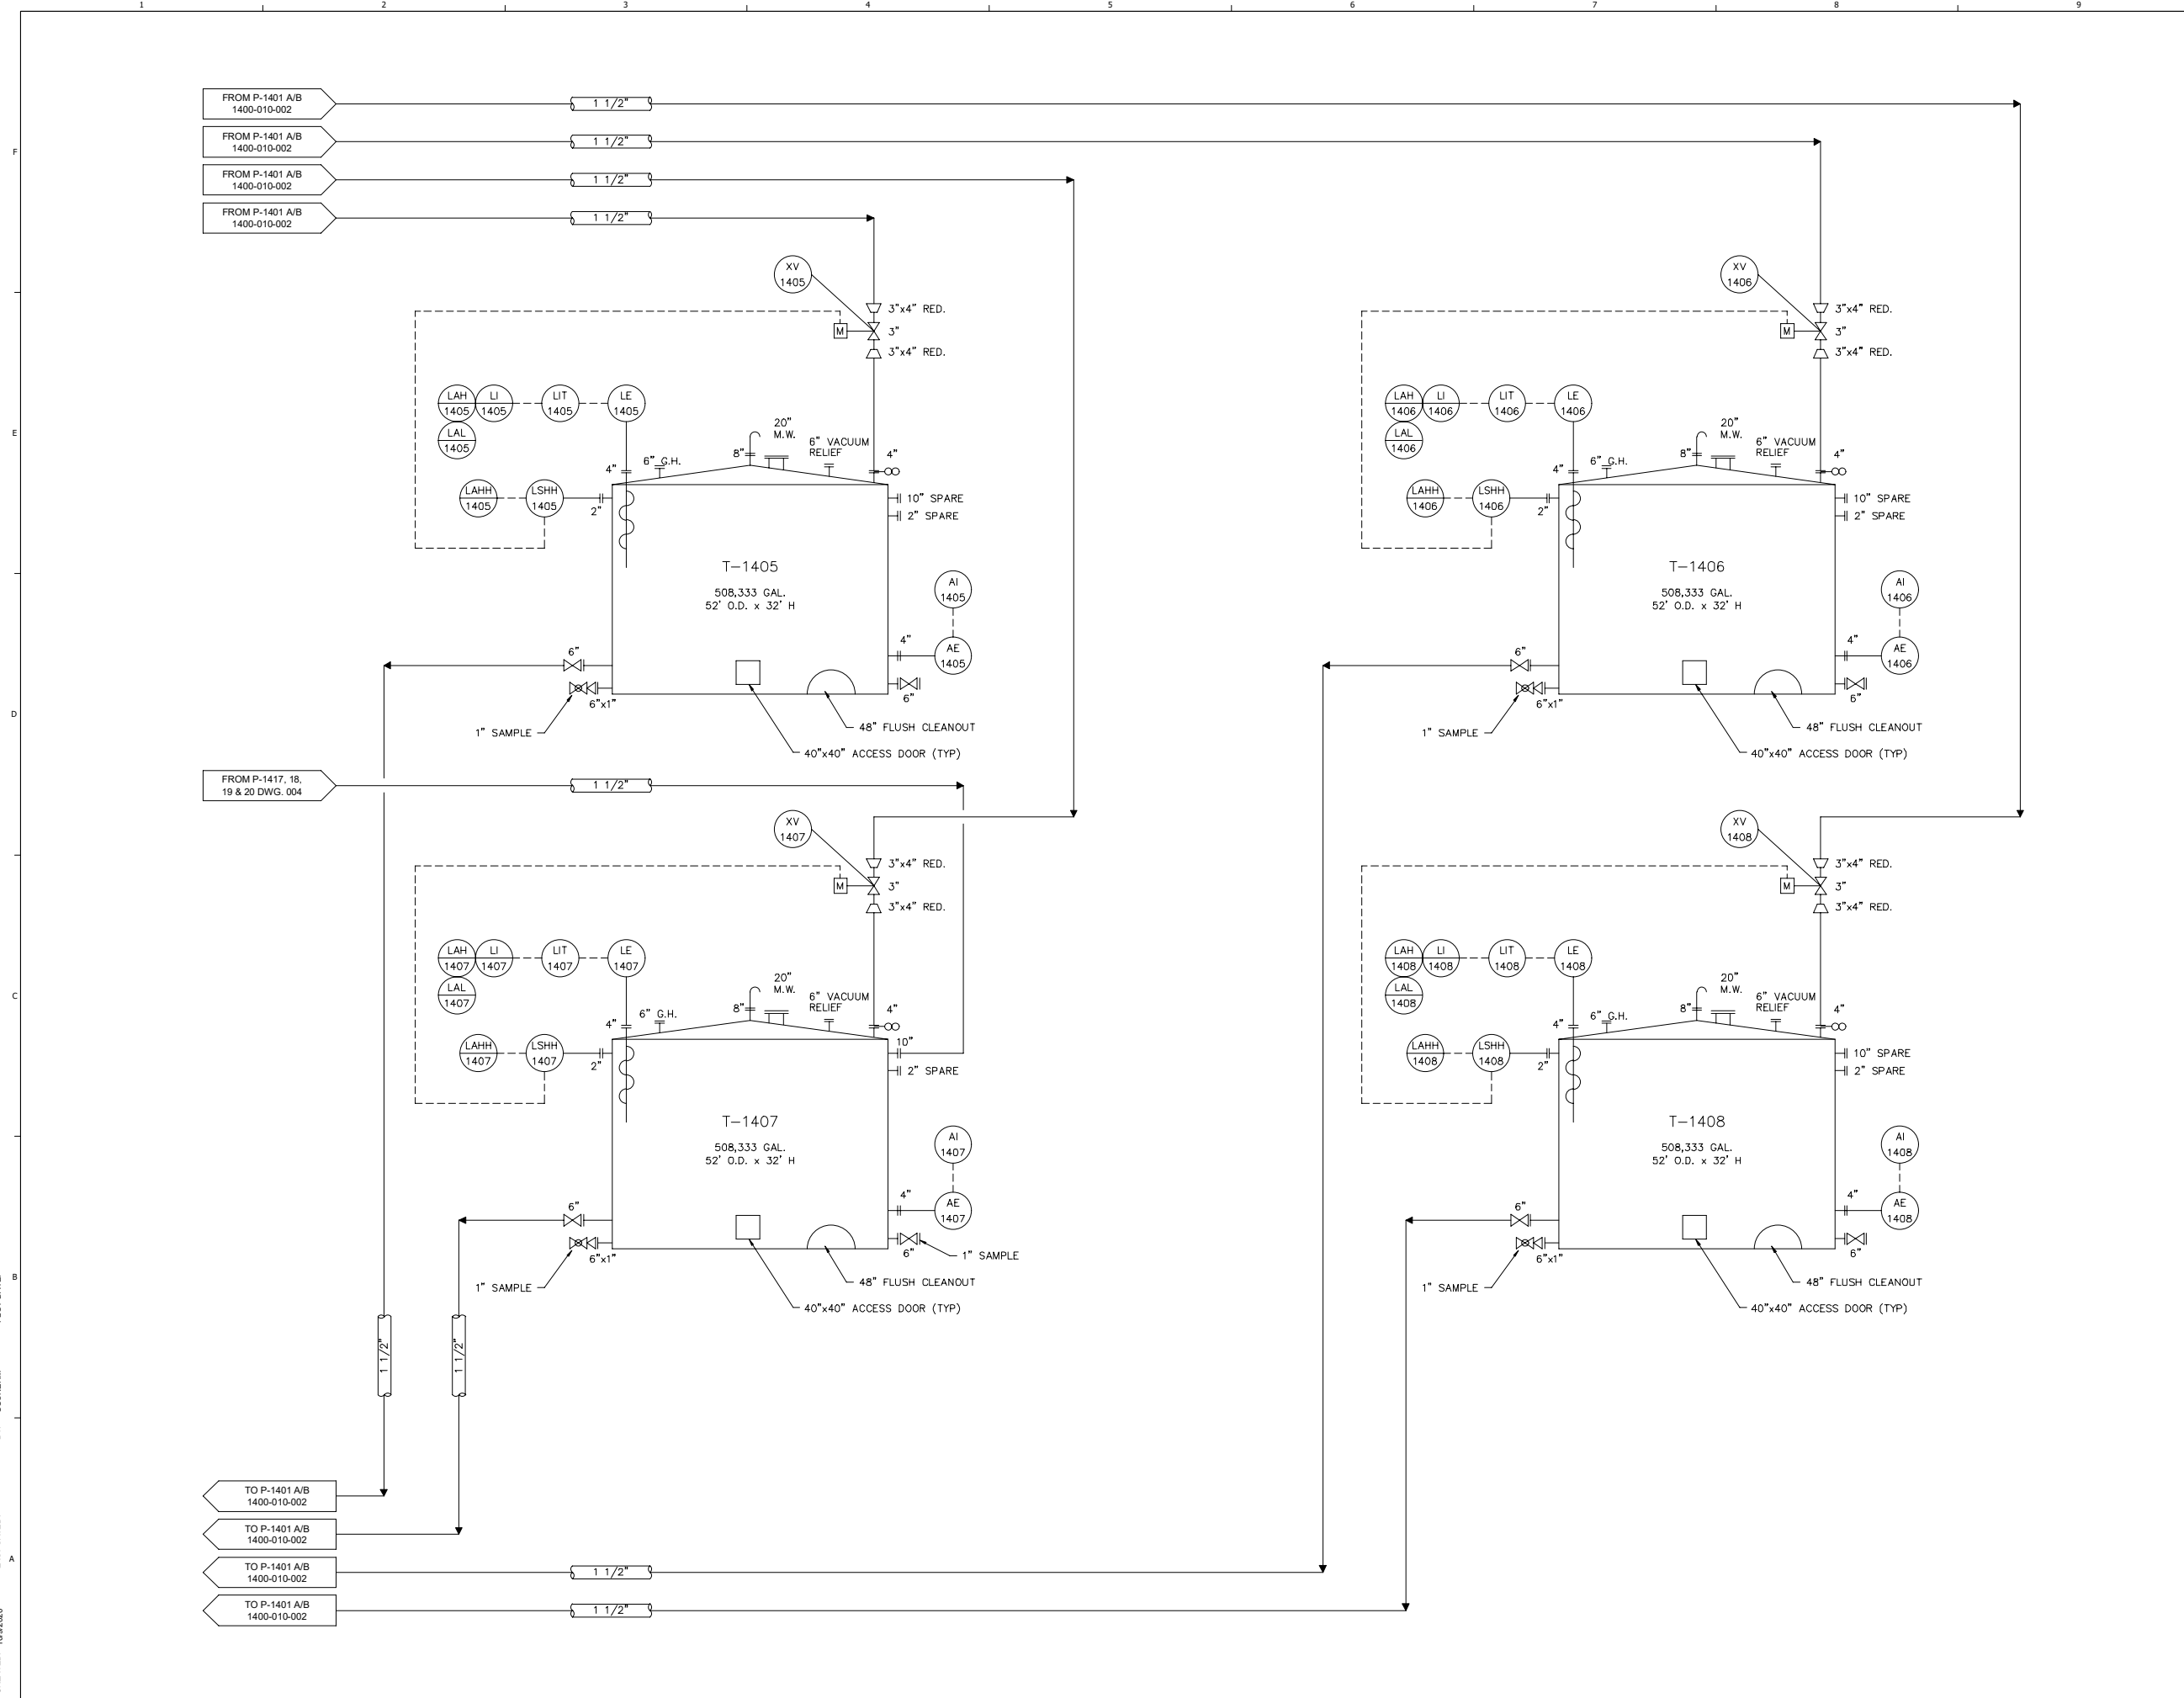 1 2 3 4 5 6 7 8 9
F
E
D
C
B
A
FROM P-1401 A/B
1400-010-002
1 1/2"
FROM P-1401 A/B
1400-010-002
1 1/2"
FROM P-1401 A/B
1400-010-002
1 1/2"
FROM P-1401 A/B
1400-010-002
1 1/2"
XV
1405
3"x4" RED.
M
3"
3"x4" RED.
LAH
1405
LI
1405
LIT
1405
LE
1405
LAL
1405
20"
M.W.
6" VACUUM
RELIEF
8"
4"
6" G.H.
4"
LAHH
1405
LSHH
1405
2"
10" SPARE
2" SPARE
T-1405
508,333 GAL.
52' O.D. x 32' H
AI
1405
4"
AE
1405
6"
6"x1"
6"
1" SAMPLE
48" FLUSH CLEANOUT
40"x40" ACCESS DOOR (TYP)
XV
1406
3"x4" RED.
M
3"
3"x4" RED.
LAH
1406
LI
1406
LIT
1406
LE
1406
LAL
1406
20"
M.W.
6" VACUUM
RELIEF
8"
4"
6" G.H.
4"
LAHH
1406
LSHH
1406
2"
10" SPARE
2" SPARE
T-1406
508,333 GAL.
52' O.D. x 32' H
AI
1406
4"
AE
1406
6"
6"x1"
6"
1" SAMPLE
48" FLUSH CLEANOUT
40"x40" ACCESS DOOR (TYP)
FROM P-1417, 18,
19 & 20 DWG. 004
1 1/2"
XV
1407
3"x4" RED.
M
3"
3"x4" RED.
LAH
1407
LI
1407
LIT
1407
LE
1407
LAL
1407
20"
M.W.
6" VACUUM
RELIEF
8"
4"
6" G.H.
4"
LAHH
1407
LSHH
1407
2"
10"
2" SPARE
T-1407
508,333 GAL.
52' O.D. x 32' H
AI
1407
4"
AE
1407
6"
6"x1"
6"
1" SAMPLE
1" SAMPLE
48" FLUSH CLEANOUT
40"x40" ACCESS DOOR (TYP)
XV
1408
3"x4" RED.
M
3"
3"x4" RED.
LAH
1408
LI
1408
LIT
1408
LE
1408
LAL
1408
20"
M.W.
6" VACUUM
RELIEF
8"
4"
6" G.H.
4"
LAHH
1408
LSHH
1408
2"
10" SPARE
2" SPARE
T-1408
508,333 GAL.
52' O.D. x 32' H
AI
1408
4"
AE
1408
6"
6"x1"
6"
1" SAMPLE
48" FLUSH CLEANOUT
40"x40" ACCESS DOOR (TYP)
1 1/2"
1 1/2"
TO P-1401 A/B
1400-010-002
TO P-1401 A/B
1400-010-002
TO P-1401 A/B
1400-010-002
1 1/2"
TO P-1401 A/B
1400-010-002
1 1/2"